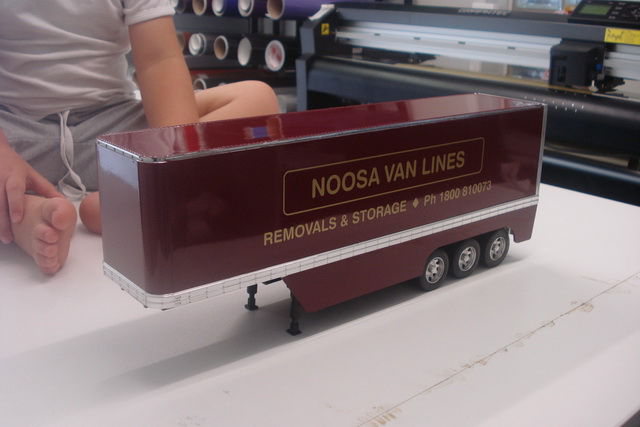 NOOSA VAN LINES
REMOVALS & STORAGE ♦ Ph 1800 810073